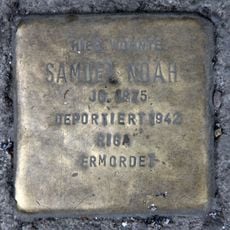 HIER WOHNTE
SAMUEL NOAH
JG. 1875
DEPORTIERT 1942
RIGA
ERMORDET